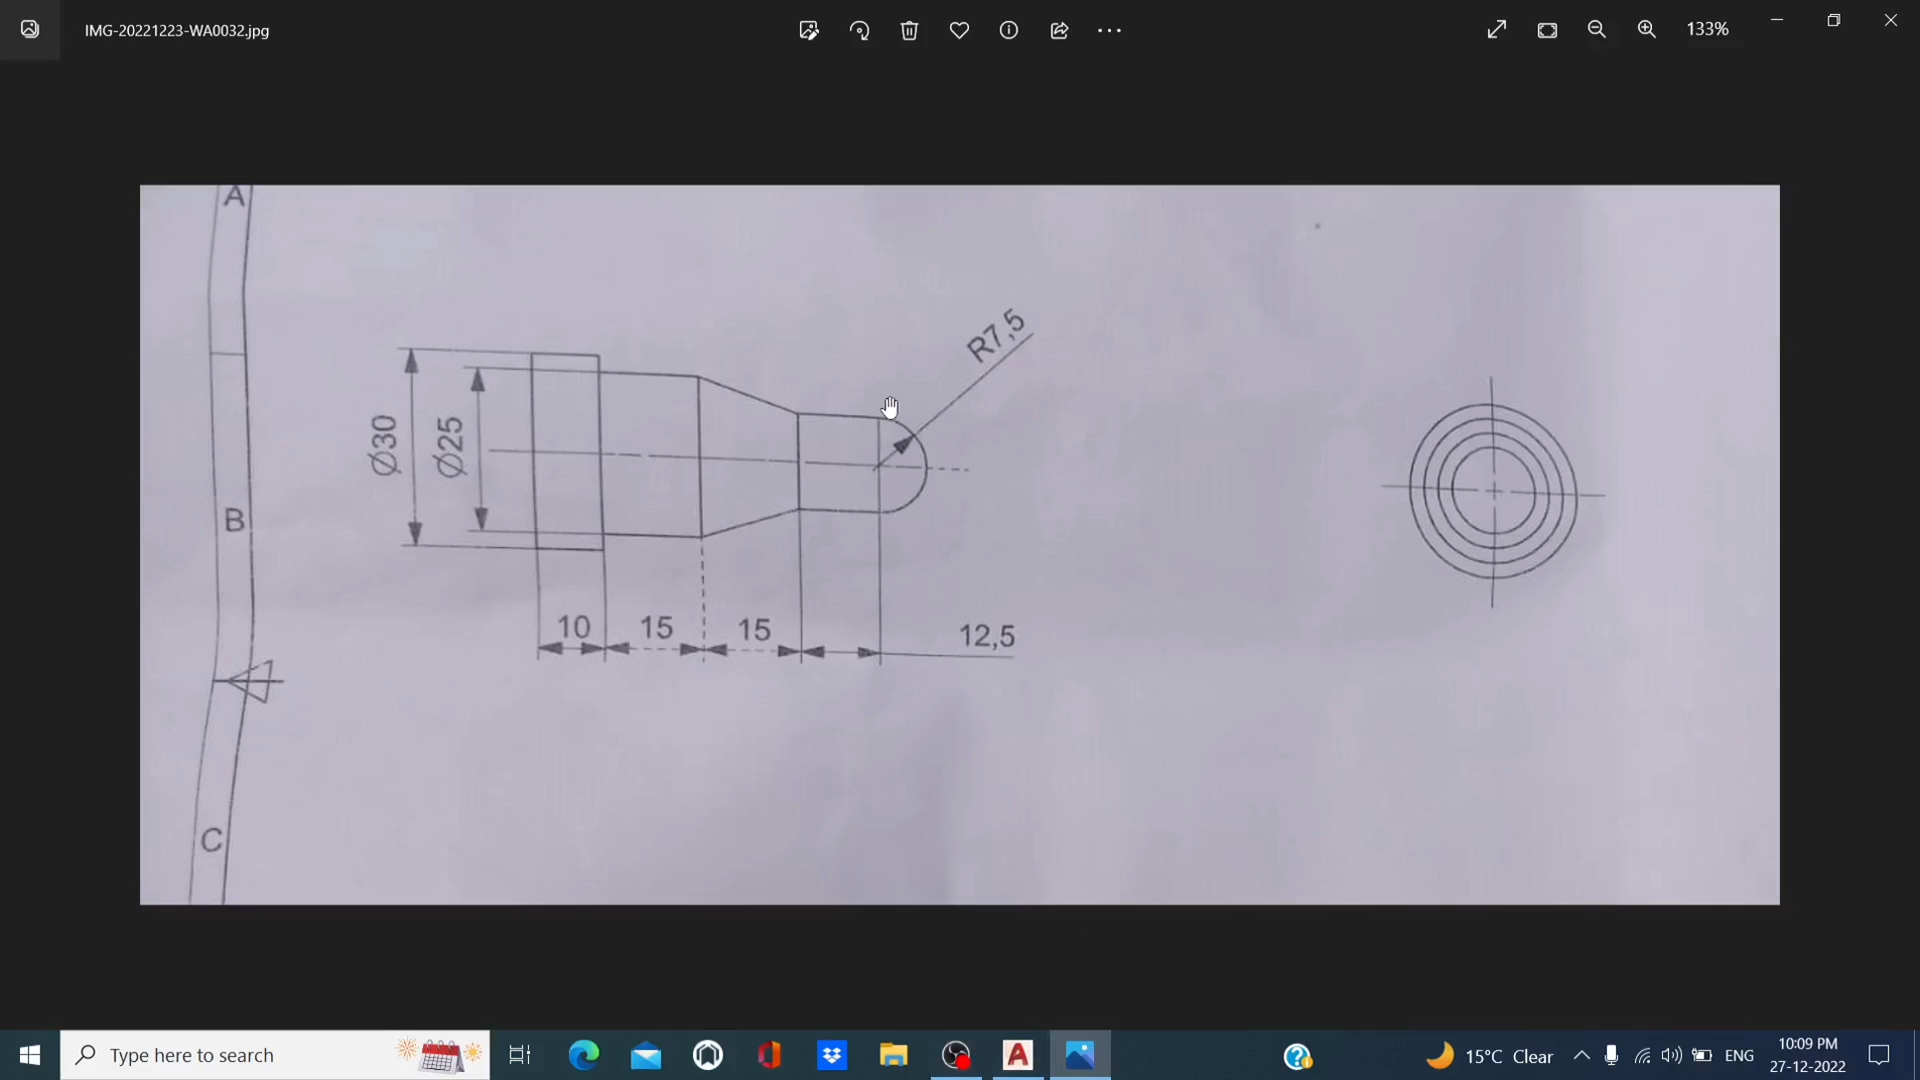 IMG-20221223-WA0032.jpg
133%
A
R7,5
Ø30
Ø25
B
10
15
15
12,5
C
Type here to search
15°C Clear
ENG
10:09 PM
27-12-2022